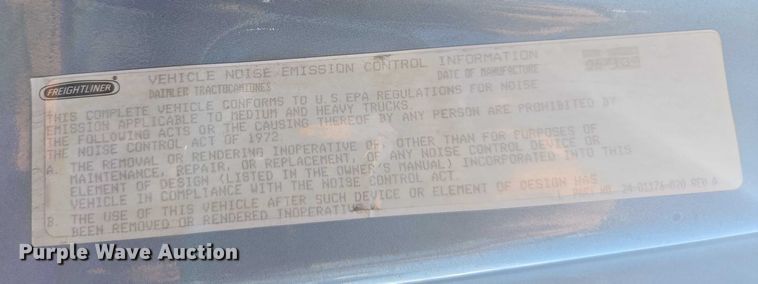 FREIGHTLINER
VEHICLE NOISE EMISSION CONTROL INFORMATION
DAIMLER TRACTOCAMIONES DATE OF MANUFACTURE
THIS COMPLETE VEHICLE CONFORMS TO U.S.EPA REGULATIONS FOR NOISE
EMISSION APPLICABLE TO MEDIUM AND HEAVY TRUCKS.
THE FOLLOWING ACTS OR THE CAUSING THEREOF BY ANY PERSON ARE PROHIBITED BY
THE NOISE CONTROL ACT OF 1972.
A. THE REMOVAL OR RENDERING INOPERATIVE OF, OTHER THAN FOR PURPOSES OF
MAINTENANCE, REPAIR, OR REPLACEMENT, OF ANY NOISE CONTROL DEVICE OR
ELEMENT OF DESIGN (LISTED IN THE OWNER'S MANUAL) INCORPORATED INTO THIS
VEHICLE IN COMPLIANCE WITH THE NOISE CONTROL ACT.
B. THE USE OF THIS VEHICLE AFTER SUCH DEVICE OR ELEMENT OF DESIGN HAS
BEEN REMOVED OR RENDERED INOPERATIVE. NO. 24-01176-020 REV A
Purple Wave Auction